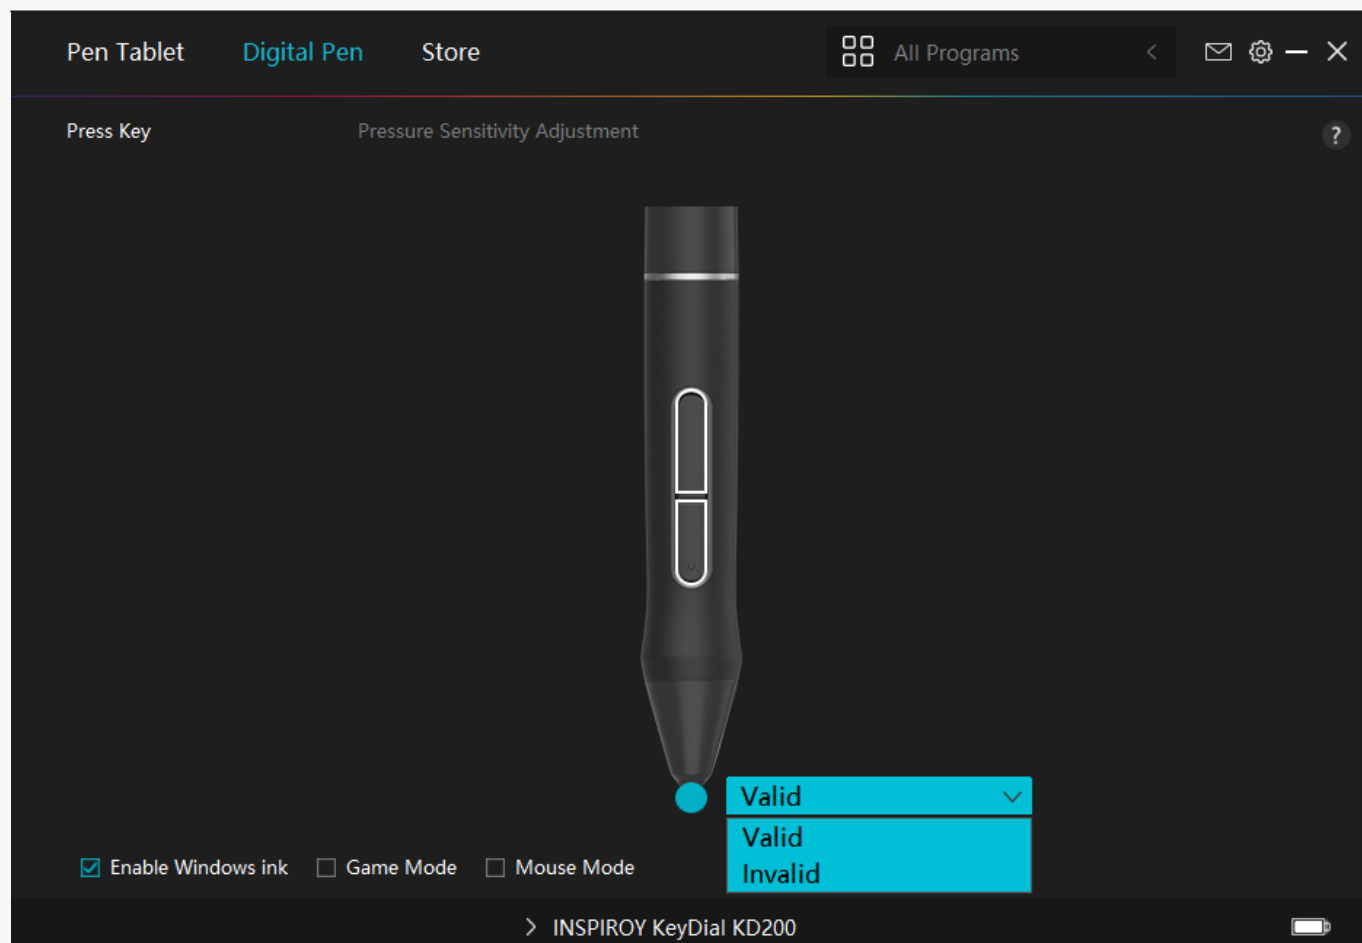 Pen Tablet Digital Pen Store All Programs
Press Key Pressure Sensitivity Adjustment ?
Valid
Valid
Invalid
Enable Windows ink Game Mode Mouse Mode
INSPIROY KeyDial KD200